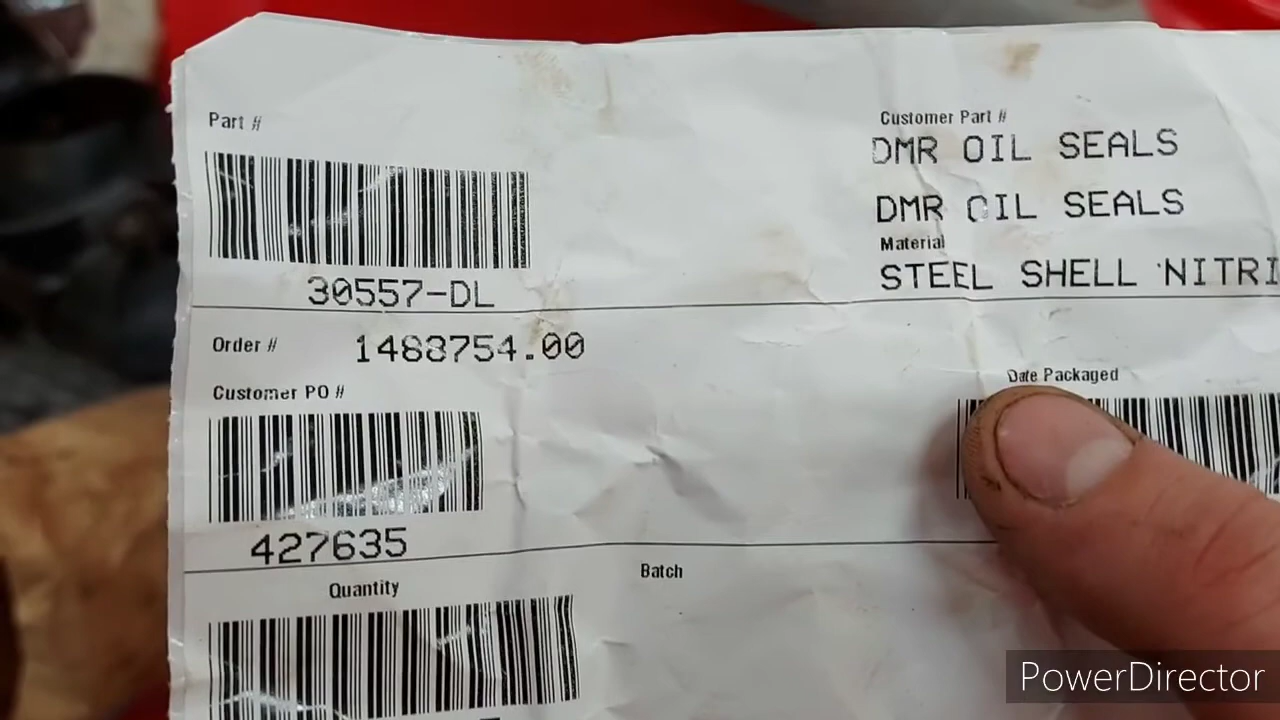 Part #
30557-DL
Customer Part #
DMR OIL SEALS
DMR OIL SEALS
Material
STEEL SHELL NITRI
Order # 1488754.00
Customer PO #
427635
Date Packaged
Quantity
Batch
PowerDirector